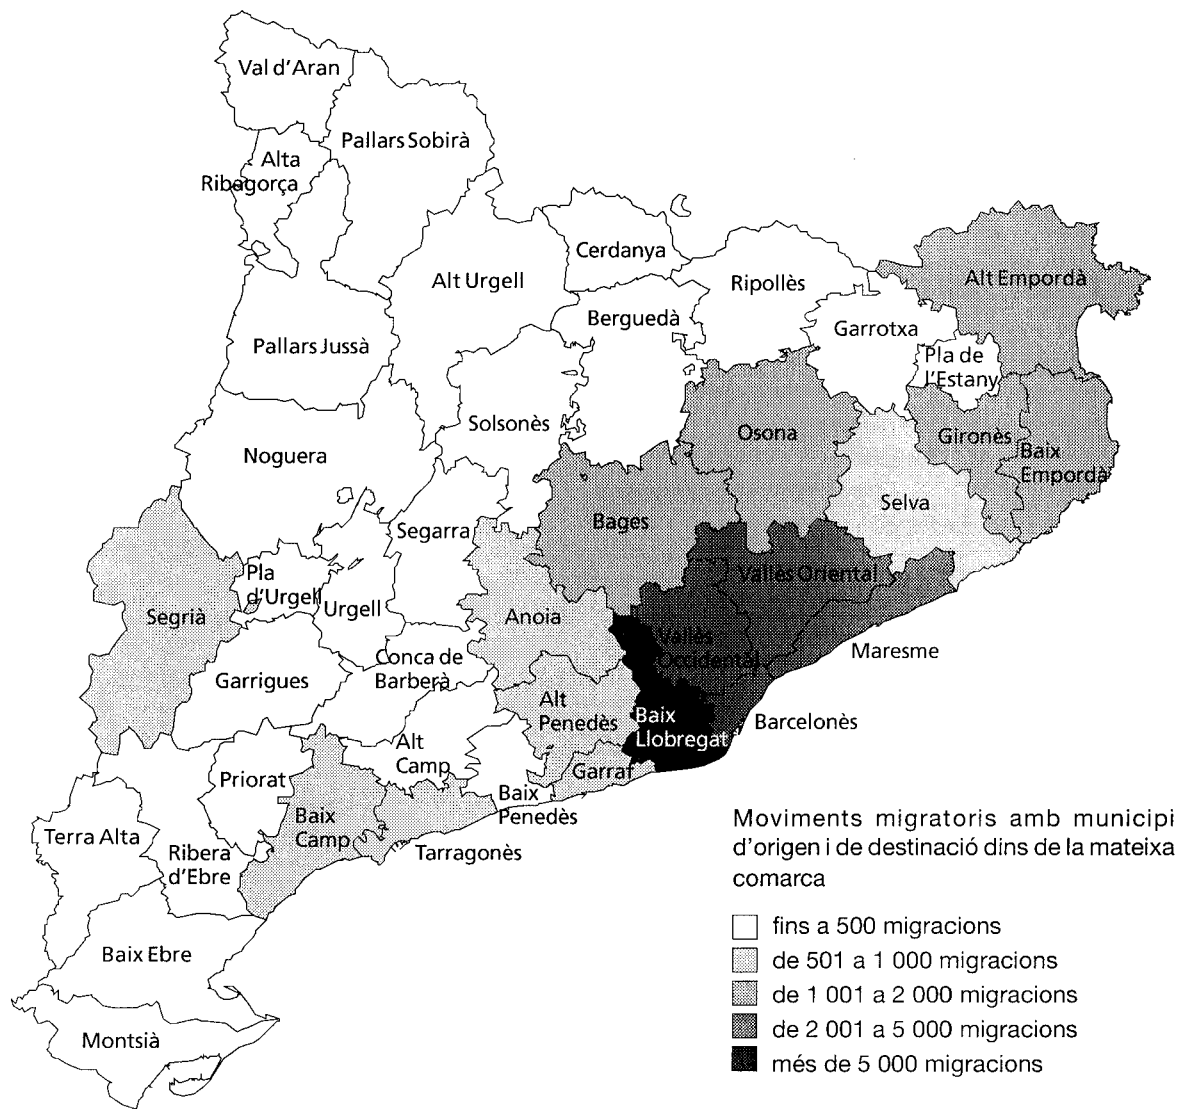 Val d'Aran
Pallars Sobirà
Alta
Ribagorça
Cerdanya
Alt Urgell
Ripollès
Alt Empordà
Berguedà
Garrotxa
Pallars Jussà
Pla de
l'Estany
Solsonès
Osona
Gironès
Baix
Empordà
Noguera
Selva
Segarra
Bages
Pla
d'Urgell
Urgell
Vallès Oriental
Segrià
Anoia
Vallès
Occidental
Maresme
Conca de
Barberà
Garrigues
Alt
Penedès
Baix
Llobregat
Barcelonès
Alt
Camp
Garraf
Priorat
Baix
Penedès
Baix
Camp
Tarragonès
Terra Alta
Ribera
d'Ebre
Baix Ebre
Montsià
Moviments migratoris amb municipi
d'origen i de destinació dins de la mateixa
comarca
fins a 500 migracions
de 501 a 1 000 migracions
de 1 001 a 2 000 migracions
de 2 001 a 5 000 migracions
més de 5 000 migracions